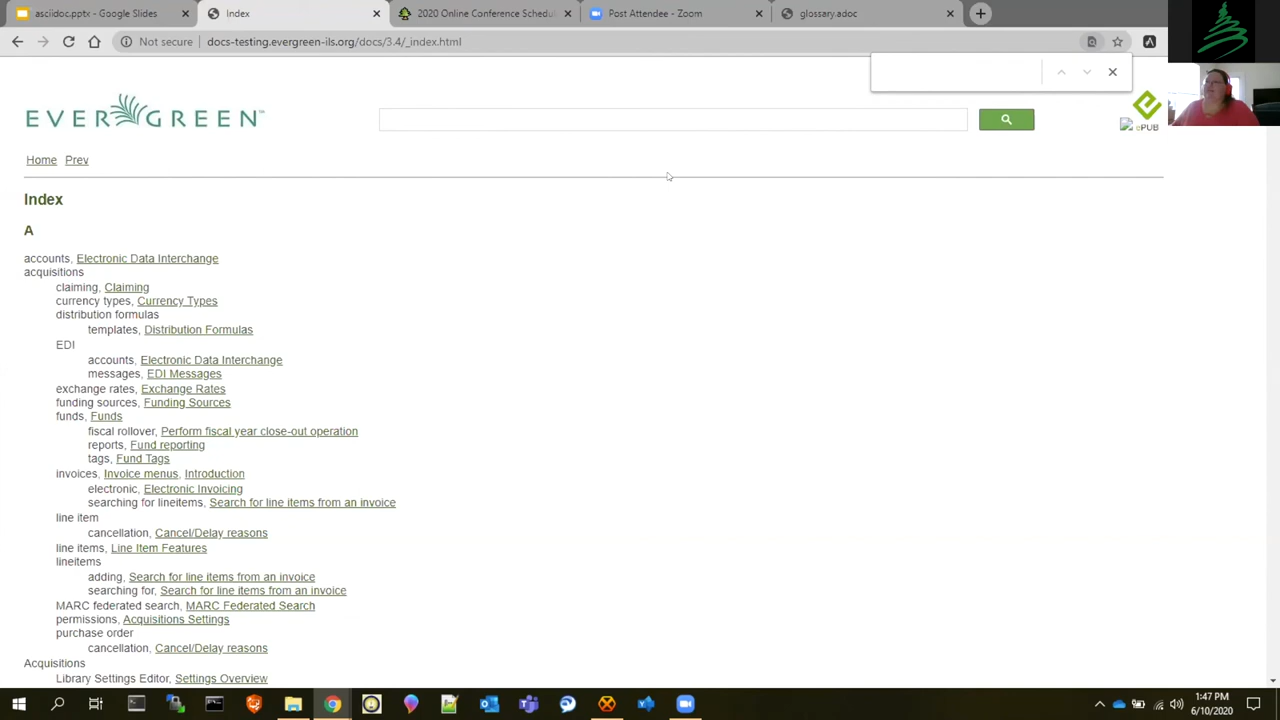 asciidoc.pptx - Google Slides
Index
2020 Online Conference Schedul
Post Attendee - Zoom
glossary.adoc
Not secure
docs-testing.evergreen-ils.org/docs/3.4/_index.html
EVERGREEN
ePUB
Home Prev
Index
A
accounts, Electronic Data Interchange
acquisitions
claiming, Claiming
currency types, Currency Types
distribution formulas
templates, Distribution Formulas
EDI
accounts, Electronic Data Interchange
messages, EDI Messages
exchange rates, Exchange Rates
funding sources, Funding Sources
funds, Funds
fiscal rollover, Perform fiscal year close-out operation
reports, Fund reporting
tags, Fund Tags
invoices, Invoice menus, Introduction
electronic, Electronic Invoicing
searching for lineitems, Search for line items from an invoice
line item
cancellation, Cancel/Delay reasons
line items, Line Item Features
lineitems
adding, Search for line items from an invoice
searching for, Search for line items from an invoice
MARC federated search, MARC Federated Search
permissions, Acquisitions Settings
purchase order
cancellation, Cancel/Delay reasons
Acquisitions
Library Settings Editor, Settings Overview
1:47 PM
6/10/2020